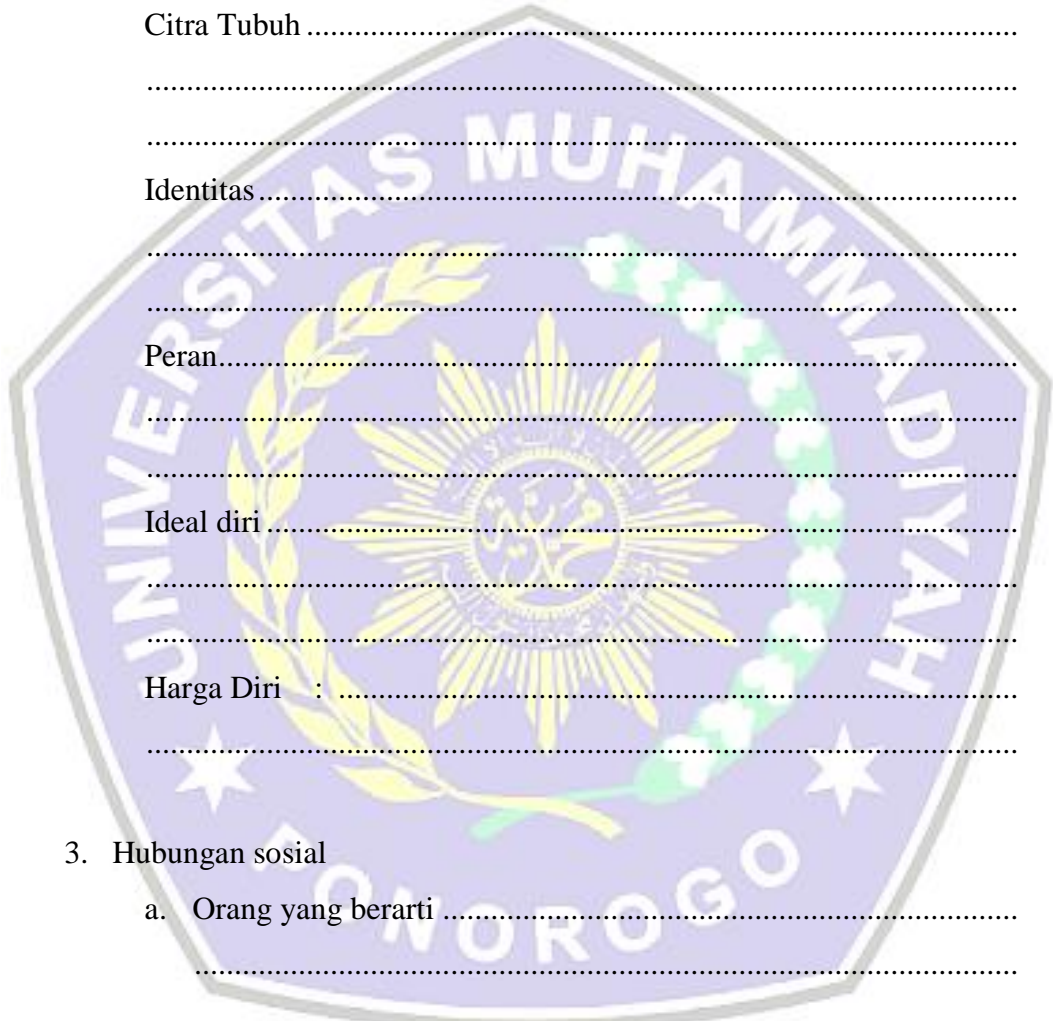 Citra Tubuh ..........................................................................................
..............................................................................................................
..............................................................................................................
Identitas ................................................................................................
..............................................................................................................
..............................................................................................................
Peran.....................................................................................................
..............................................................................................................
..............................................................................................................
Ideal diri ...............................................................................................
..............................................................................................................
..............................................................................................................
Harga Diri : ......................................................................................
..............................................................................................................
3. Hubungan sosial
a. Orang yang berarti .........................................................................
........................................................................................................
UNIVERSITAS MUHAMMADIYAH
PONOROGO